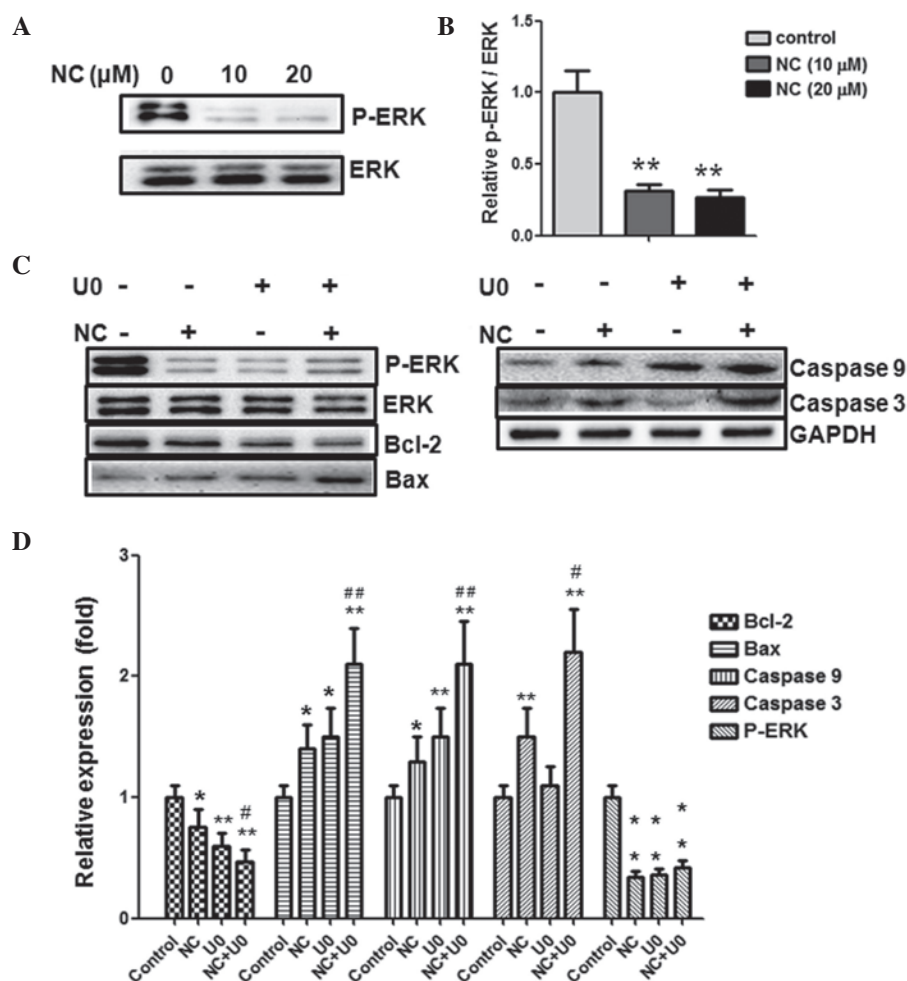 A
NC (µM) 0 10 20
P-ERK
ERK
B
Relative p-ERK / ERK
1.5
1.0
0.5
0.0
** **
control
NC (10 µM)
NC (20 µM)
C
U0 - - + +
NC - + - +
P-ERK
ERK
Bcl-2
Bax
U0 - - + +
NC - + - +
Caspase 9
Caspase 3
GAPDH
D
Relative expression (fold)
3
2
1
0
* ** # **
* * ## **
* ** ## **
** # **
** ** **
Bcl-2
Bax
Caspase 9
Caspase 3
P-ERK
Control NC U0 NC+U0 Control NC U0 NC+U0 Control NC U0 NC+U0 Control NC U0 NC+U0 Control NC U0 NC+U0